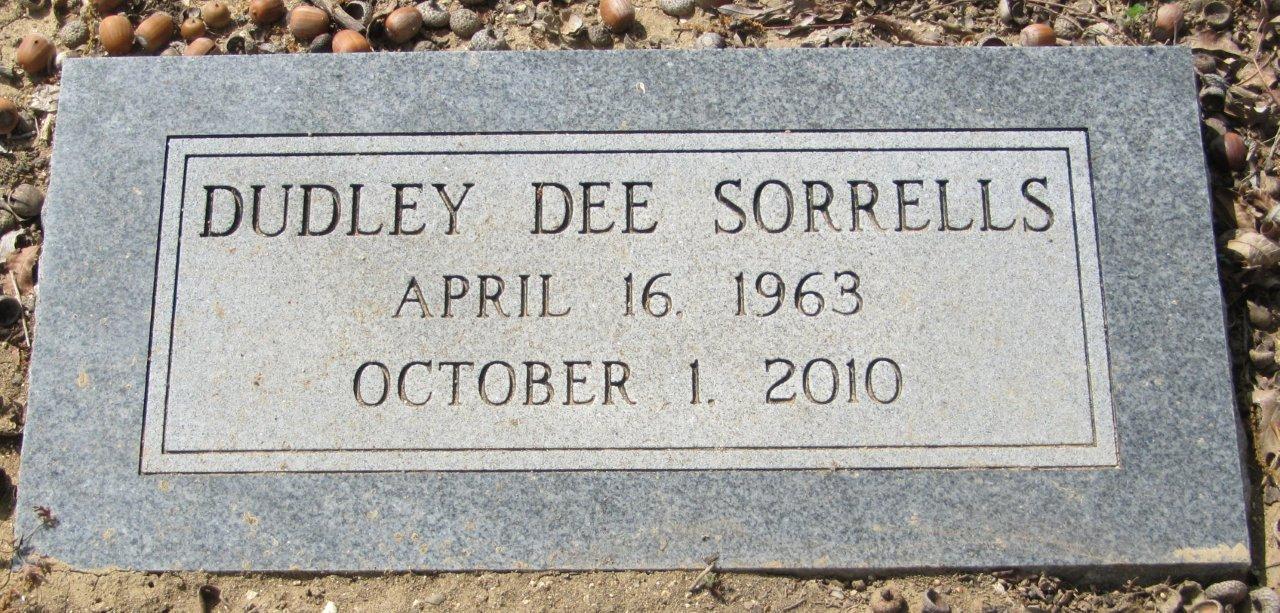 DUDLEY DEE SORRELLS
APRIL 16, 1963
OCTOBER 1, 2010